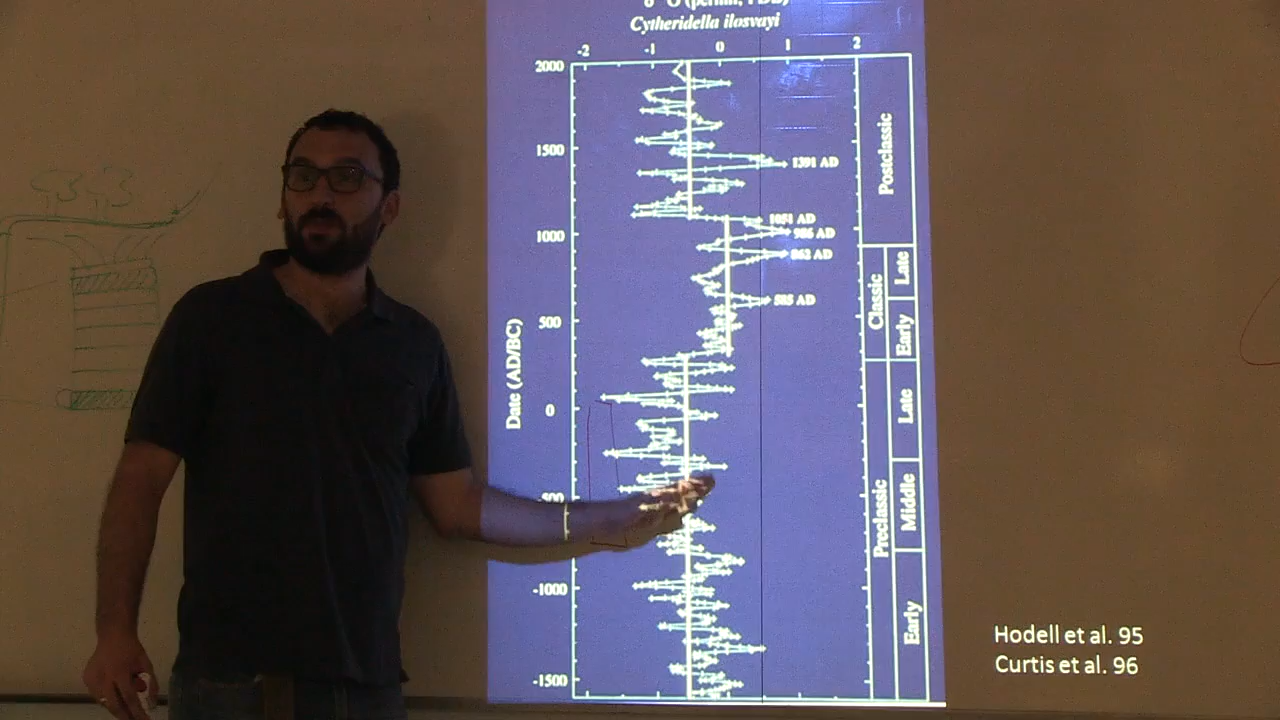 δ O (permil, PDB)
Cytheridella ilosvayi
-2 -1 0 1 2
2000
1500
1391 AD
1051 AD
1000
986 AD
862 AD
585 AD
500
0
-1000
-1500
Date (AD/BC)
Postclassic
Classic
Late
Early
Preclassic
Late
Middle
Early
Hodell et al. 95
Curtis et al. 96